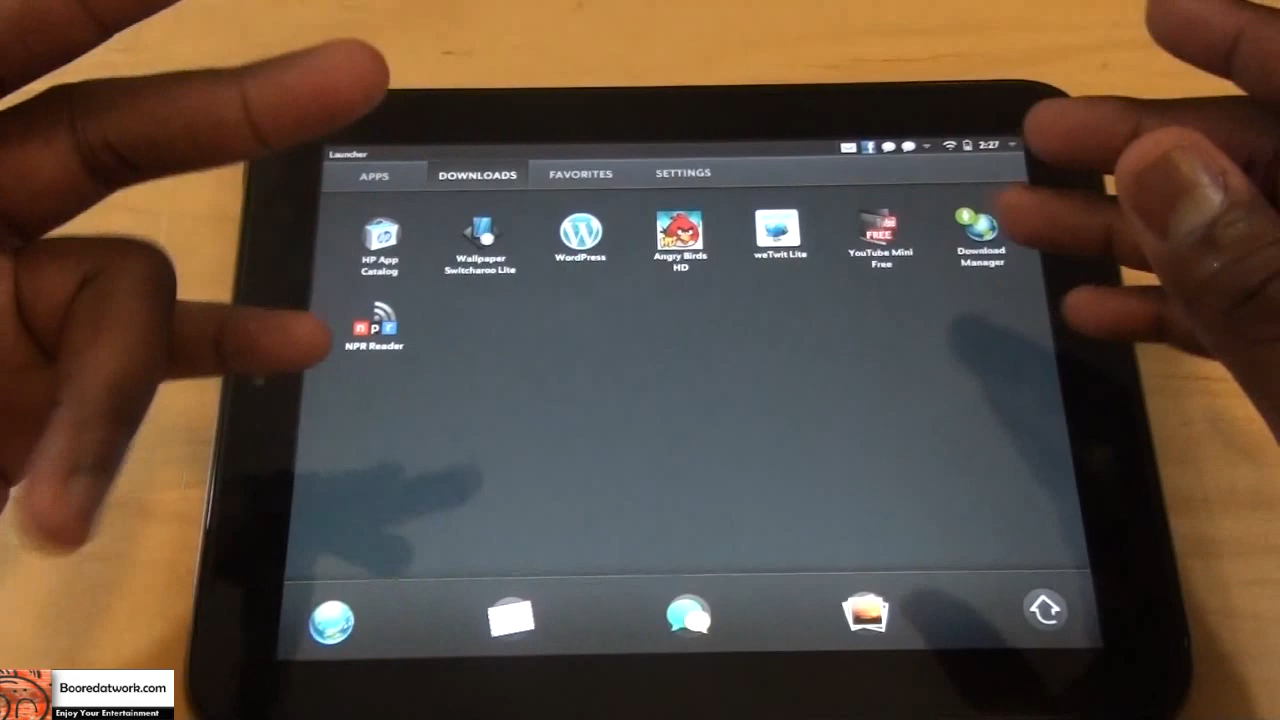 Launcher
2:27
APPS
DOWNLOADS
FAVORITES
SETTINGS
HP App
Catalog
Wallpaper
Switcharoo Lite
WordPress
Angry Birds
HD
weTwit Lite
FREE
YouTube Mini
Free
Download
Manager
npr
NPR Reader
Booredatwork.com
Enjoy Your Entertainment